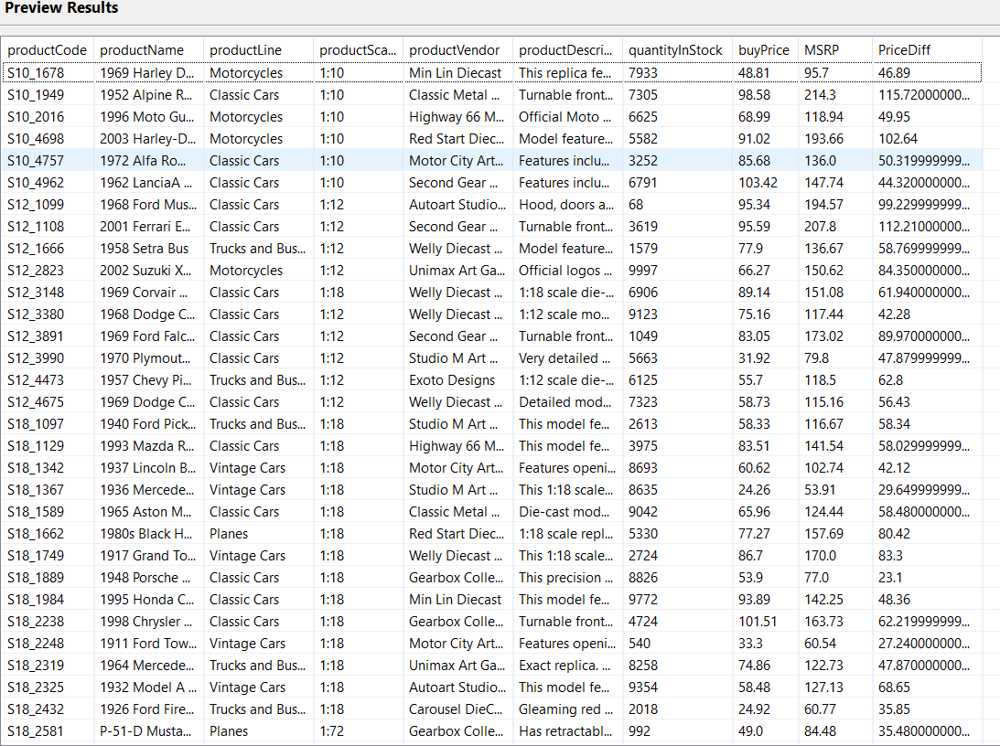 Preview Results
productCode productName productLine productSca... productVendor productDescri... quantityInStock buyPrice MSRP PriceDiff
S10_1678 1969 Harley D... Motorcycles 1:10 Min Lin Diecast This replica fe... 7933 48.81 95.7 46.89
S10_1949 1952 Alpine R... Classic Cars 1:10 Classic Metal ... Turnable front... 7305 98.58 214.3 115.72000000...
S10_2016 1996 Moto Gu... Motorcycles 1:10 Highway 66 M... Official Moto ... 6625 68.99 118.94 49.95
S10_4698 2003 Harley-D... Motorcycles 1:10 Red Start Diec... Model feature... 5582 91.02 193.66 102.64
S10_4757 1972 Alfa Ro... Classic Cars 1:10 Motor City Art... Features inclu... 3252 85.68 136.0 50.319999999...
S10_4962 1962 LanciaA ... Classic Cars 1:10 Second Gear ... Features inclu... 6791 103.42 147.74 44.320000000...
S12_1099 1968 Ford Mus... Classic Cars 1:12 Autoart Studio... Hood, doors a... 68 95.34 194.57 99.229999999...
S12_1108 2001 Ferrari E... Classic Cars 1:12 Second Gear ... Turnable front... 3619 95.59 207.8 112.21000000...
S12_1666 1958 Setra Bus Trucks and Bus... 1:12 Welly Diecast ... Model feature... 1579 77.9 136.67 58.769999999...
S12_2823 2002 Suzuki X... Motorcycles 1:12 Unimax Art Ga... Official logos ... 9997 66.27 150.62 84.350000000...
S12_3148 1969 Corvair ... Classic Cars 1:18 Welly Diecast ... 1:18 scale die-... 6906 89.14 151.08 61.940000000...
S12_3380 1968 Dodge C... Classic Cars 1:12 Welly Diecast ... 1:12 scale mo... 9123 75.16 117.44 42.28
S12_3891 1969 Ford Falc... Classic Cars 1:12 Second Gear ... Turnable front... 1049 83.05 173.02 89.970000000...
S12_3990 1970 Plymout... Classic Cars 1:12 Studio M Art ... Very detailed ... 5663 31.92 79.8 47.879999999...
S12_4473 1957 Chevy Pi... Trucks and Bus... 1:12 Exoto Designs 1:12 scale die-... 6125 55.7 118.5 62.8
S12_4675 1969 Dodge C... Classic Cars 1:12 Welly Diecast ... Detailed mod... 7323 58.73 115.16 56.43
S18_1097 1940 Ford Pick... Trucks and Bus... 1:18 Studio M Art ... This model fe... 2613 58.33 116.67 58.34
S18_1129 1993 Mazda R... Classic Cars 1:18 Highway 66 M... This model fe... 3975 83.51 141.54 58.029999999...
S18_1342 1937 Lincoln B... Vintage Cars 1:18 Motor City Art... Features openi... 8693 60.62 102.74 42.12
S18_1367 1936 Mercede... Vintage Cars 1:18 Studio M Art ... This 1:18 scale... 8635 24.26 53.91 29.649999999...
S18_1589 1965 Aston M... Classic Cars 1:18 Classic Metal ... Die-cast mod... 9042 65.96 124.44 58.480000000...
S18_1662 1980s Black H... Planes 1:18 Red Start Diec... 1:18 scale repl... 5330 77.27 157.69 80.42
S18_1749 1917 Grand To... Vintage Cars 1:18 Welly Diecast ... This 1:18 scale... 2724 86.7 170.0 83.3
S18_1889 1948 Porsche ... Classic Cars 1:18 Gearbox Colle... This precision ... 8826 53.9 77.0 23.1
S18_1984 1995 Honda C... Classic Cars 1:18 Min Lin Diecast This model fe... 9772 93.89 142.25 48.36
S18_2238 1998 Chrysler ... Classic Cars 1:18 Gearbox Colle... Turnable front... 4724 101.51 163.73 62.219999999...
S18_2248 1911 Ford Tow... Vintage Cars 1:18 Motor City Art... Features openi... 540 33.3 60.54 27.240000000...
S18_2319 1964 Mercede... Trucks and Bus... 1:18 Unimax Art Ga... Exact replica. ... 8258 74.86 122.73 47.870000000...
S18_2325 1932 Model A ... Vintage Cars 1:18 Autoart Studio... This model fe... 9354 58.48 127.13 68.65
S18_2432 1926 Ford Fire... Trucks and Bus... 1:18 Carousel DieC... Gleaming red ... 2018 24.92 60.77 35.85
S18_2581 P-51-D Musta... Planes 1:72 Gearbox Colle... Has retractabl... 992 49.0 84.48 35.480000000...